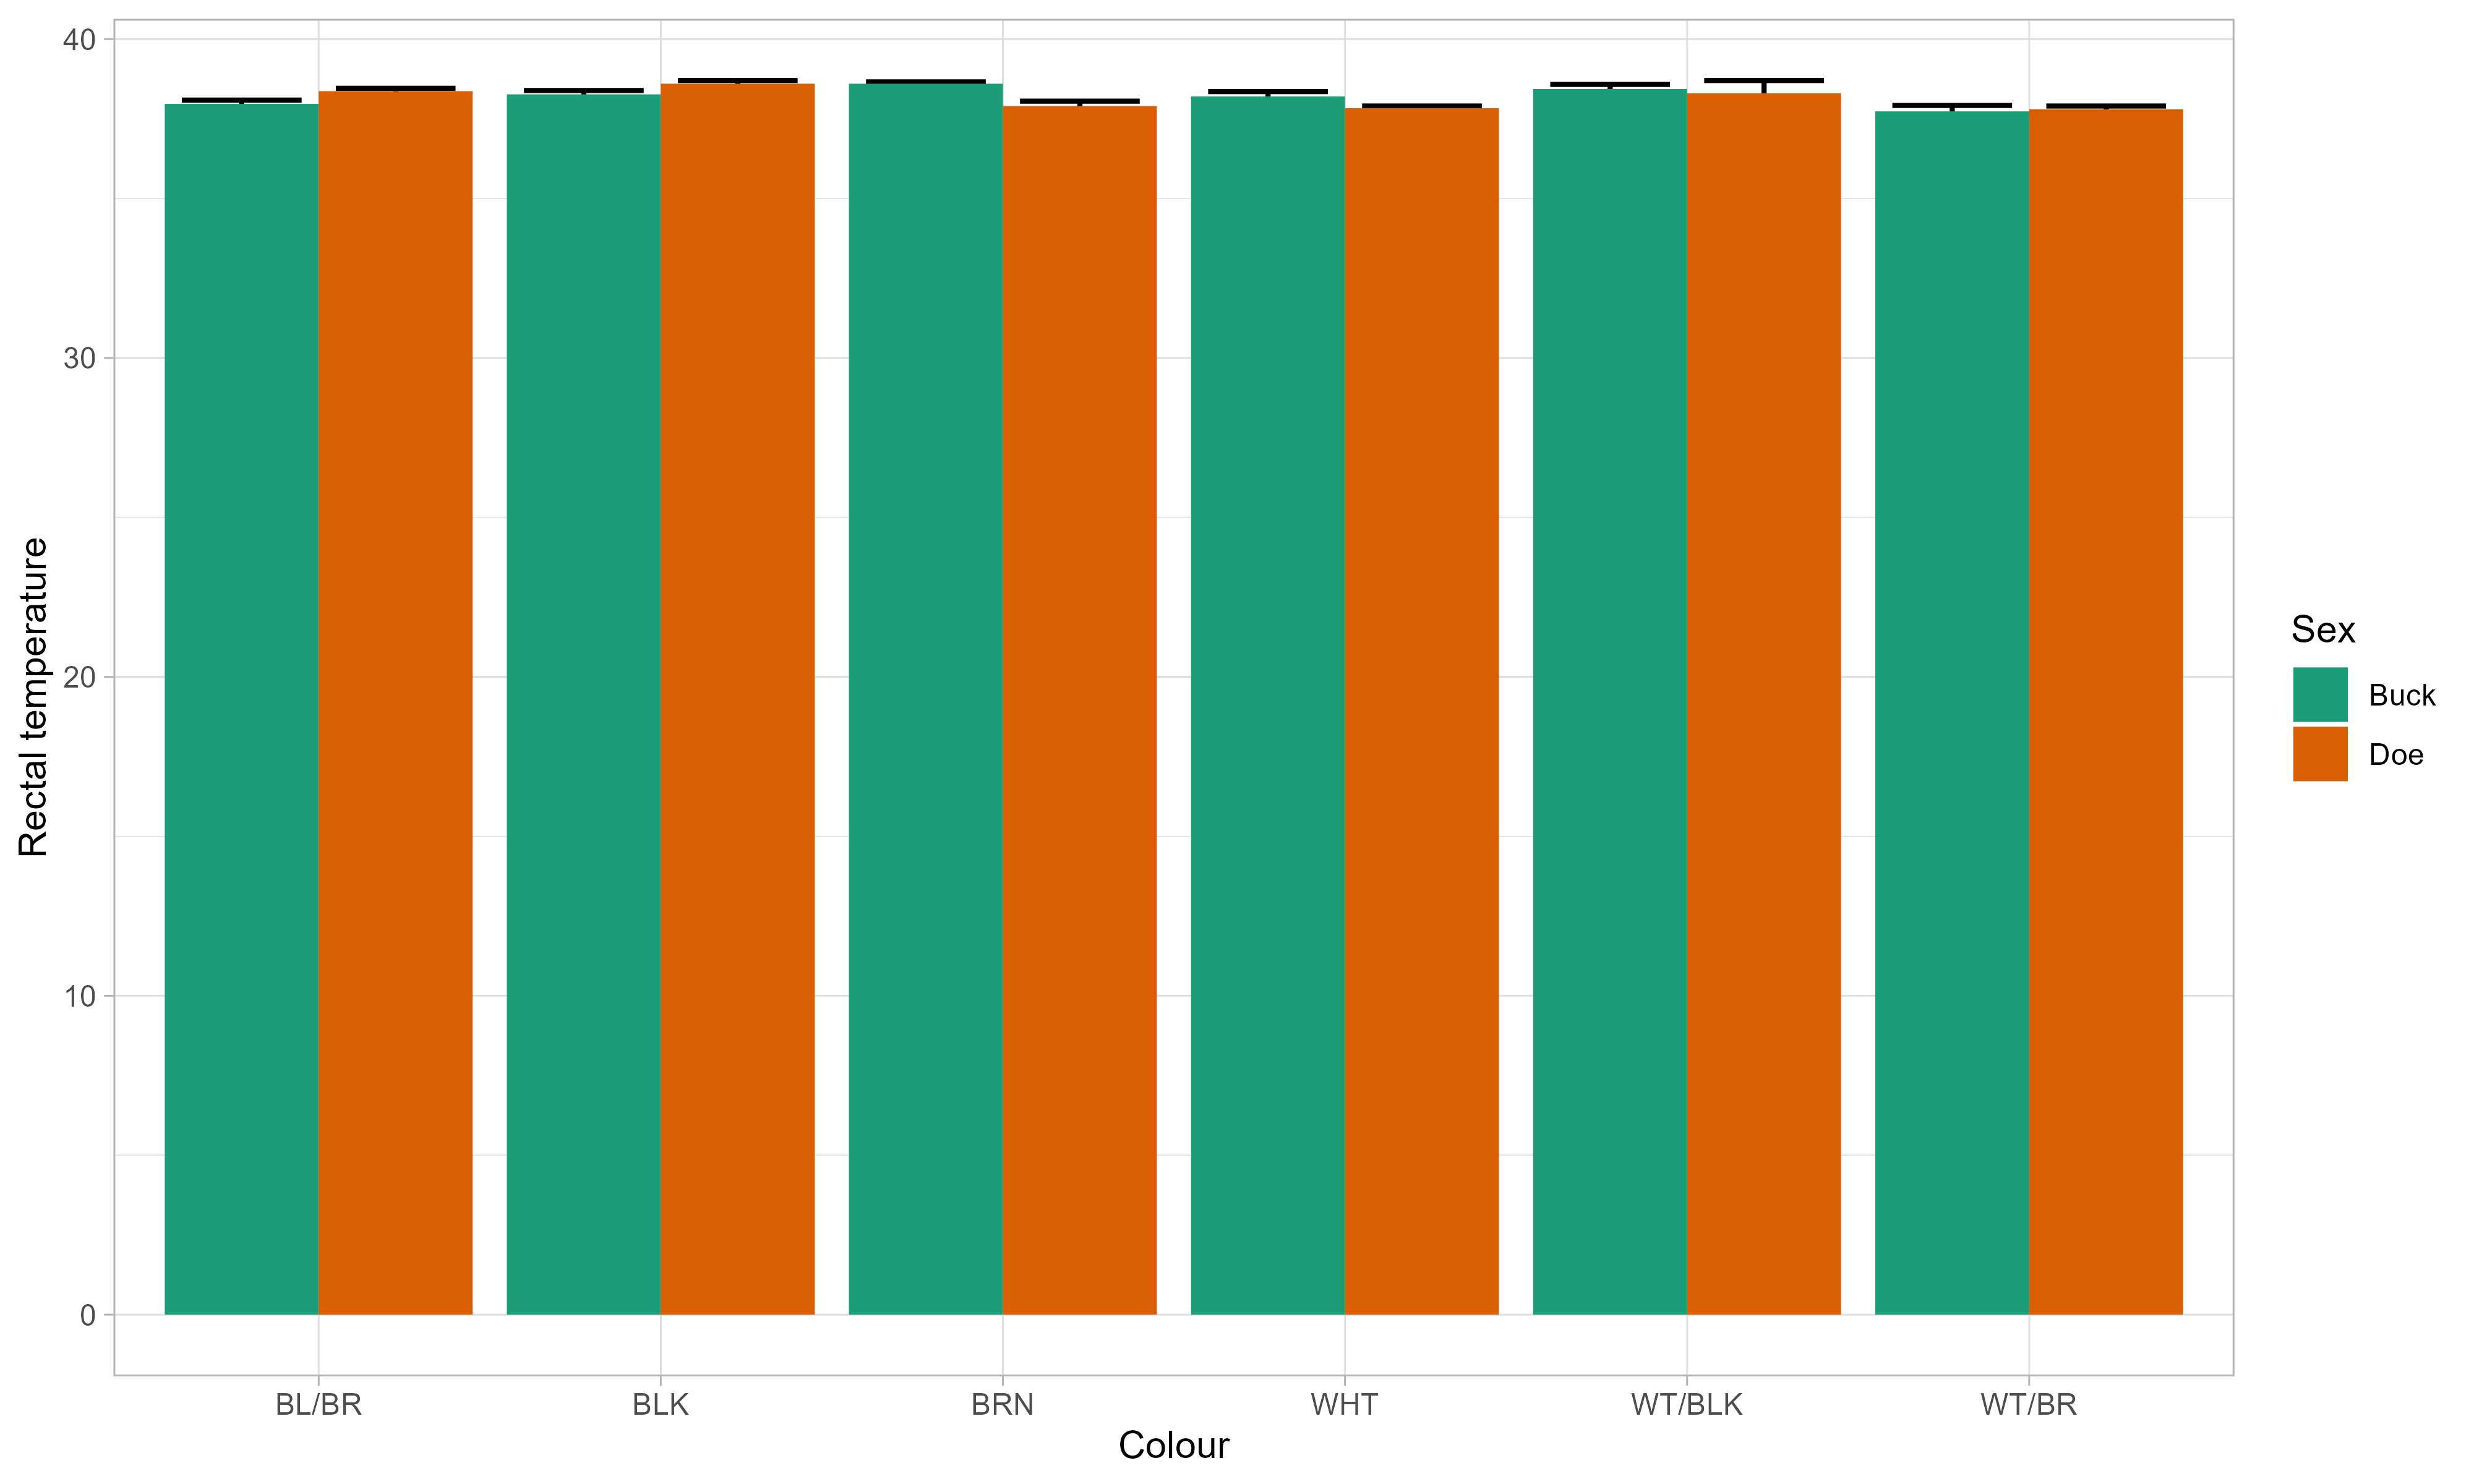 40
30
20
10
0
Rectal temperature
BL/BR
BLK
BRN
WHT
WT/BLK
WT/BR
Colour
Sex
Buck
Doe